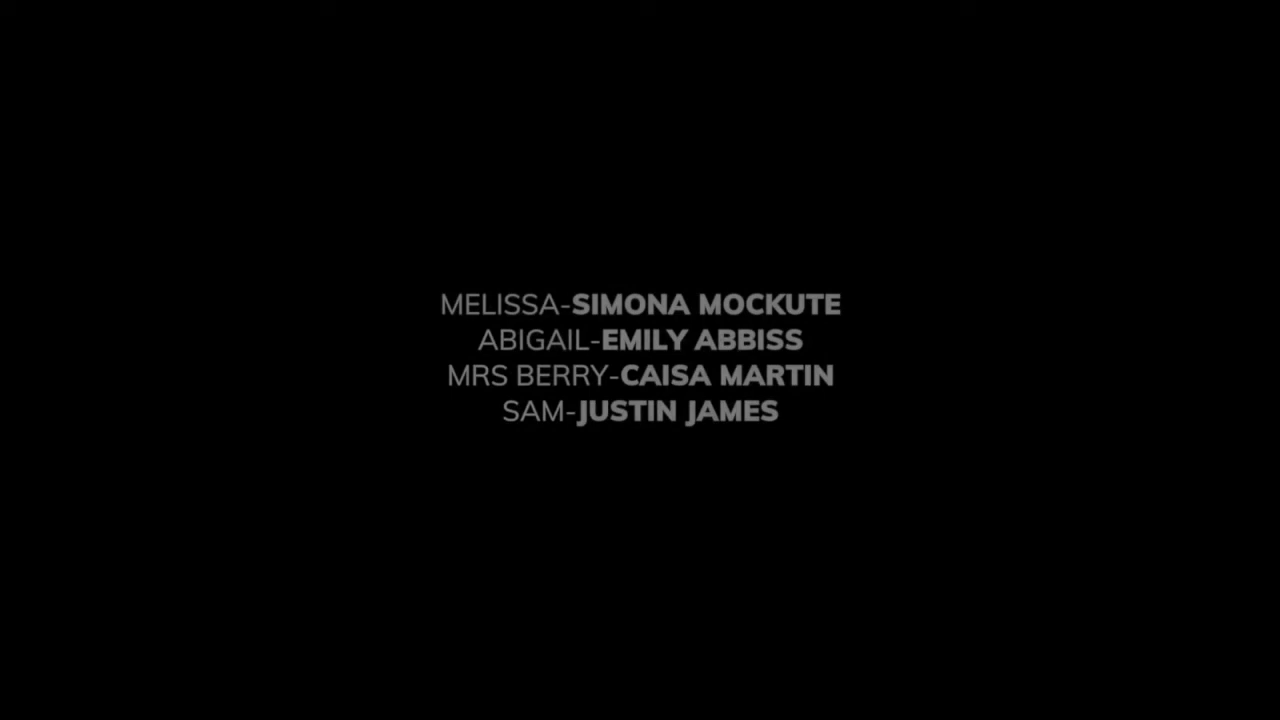 MELISSA-SIMONA MOCKUTE
ABIGAIL-EMILY ABBISS
MRS BERRY-CAISA MARTIN
SAM-JUSTIN JAMES